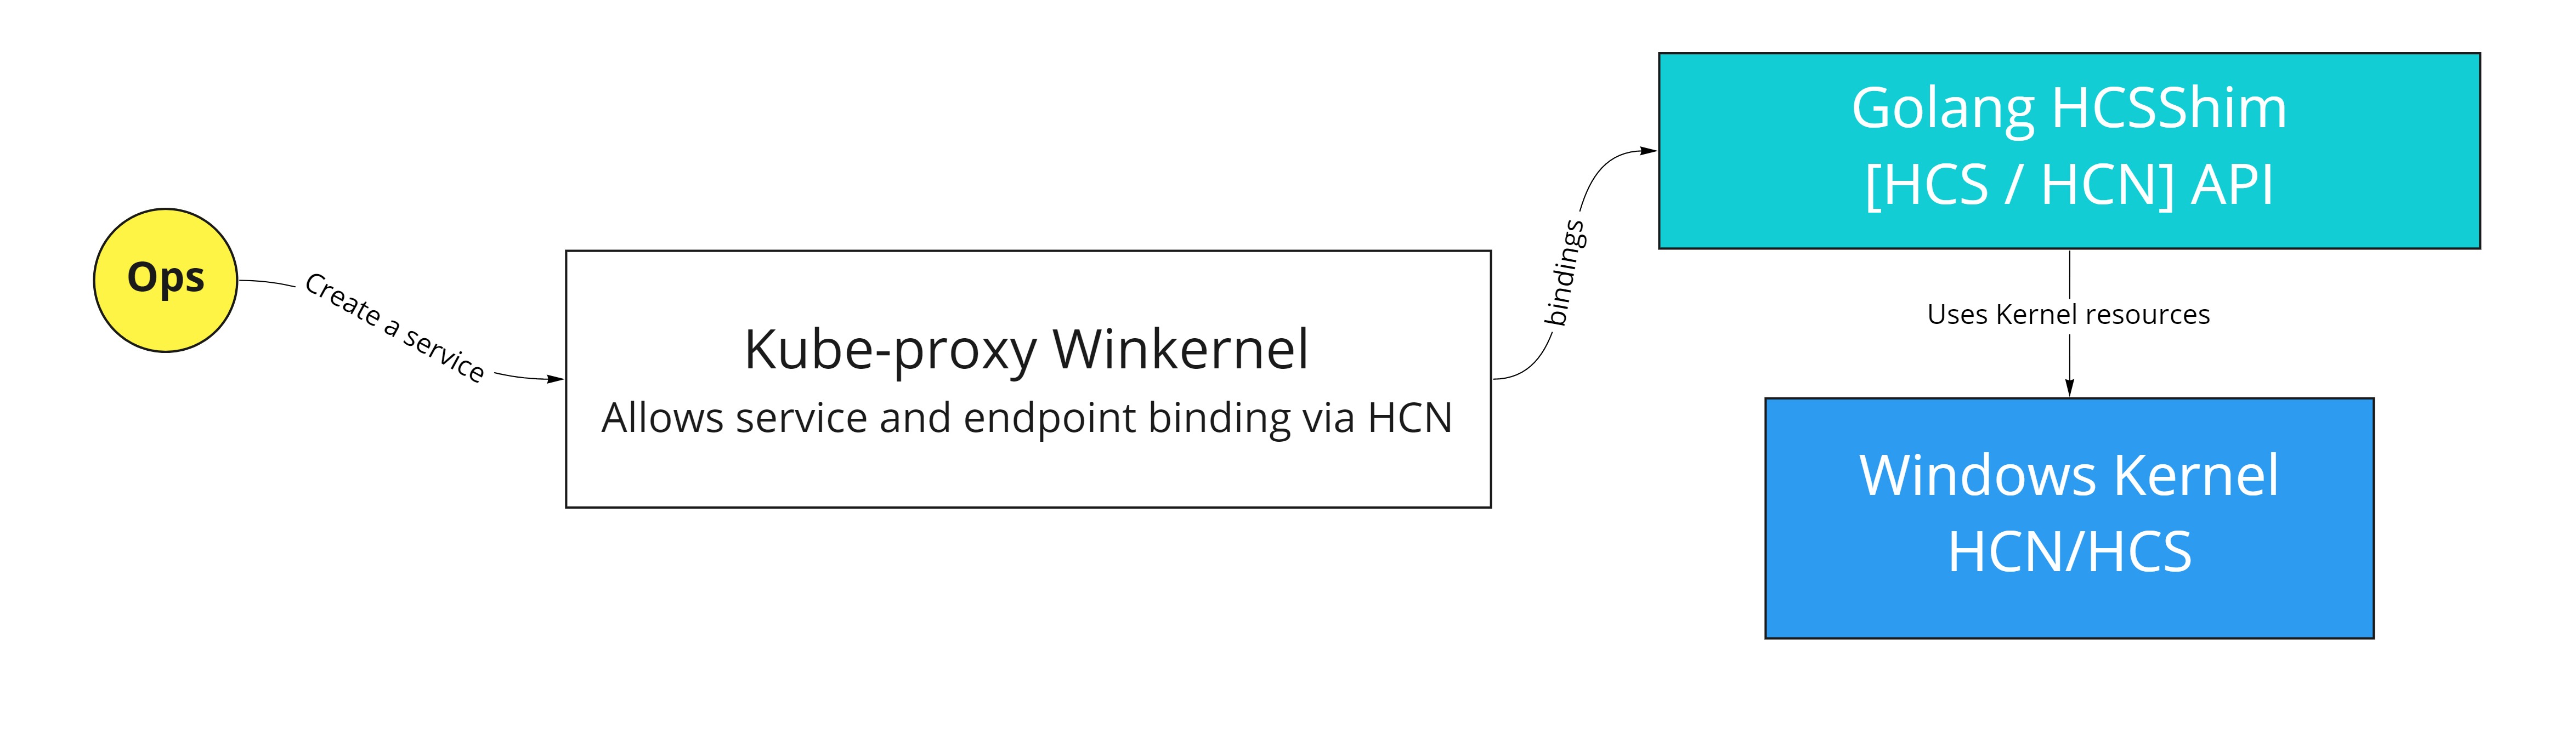 Ops
Create a service
Kube-proxy Winkernel
Allows service and endpoint binding via HCN
bindings
Golang HCSShim
[HCS / HCN] API
Uses Kernel resources
Windows Kernel
HCN/HCS